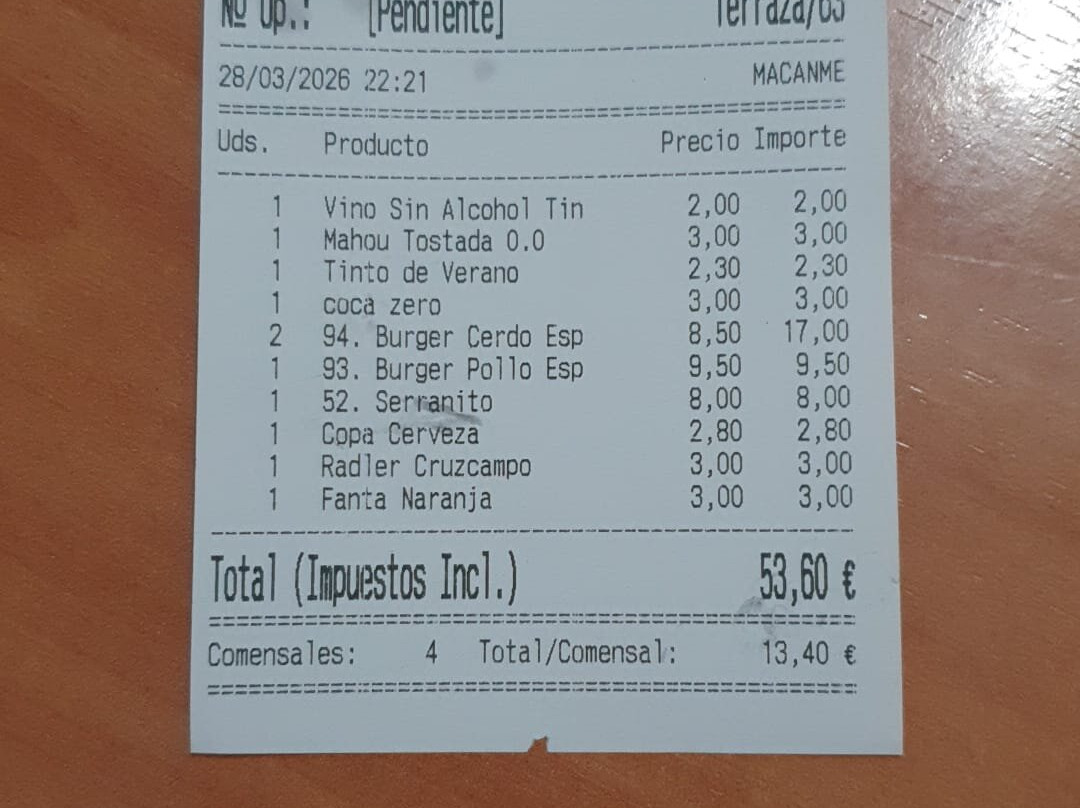 Nº Op.: [Pendiente] Terraza/03
28/03/2026 22:21 MACANME
Uds. Producto Precio Importe
1 Vino Sin Alcohol Tin 2,00 2,00
1 Mahou Tostada 0.0 3,00 3,00
1 Tinto de Verano 2,30 2,30
1 coca zero 3,00 3,00
2 94. Burger Cerdo Esp 8,50 17,00
1 93. Burger Pollo Esp 9,50 9,50
1 52. Serranito 8,00 8,00
1 Copa Cerveza 2,80 2,80
1 Radler Cruzcampo 3,00 3,00
1 Fanta Naranja 3,00 3,00
Total (Impuestos Incl.) 53,60 €
Comensales: 4 Total/Comensal: 13,40 €